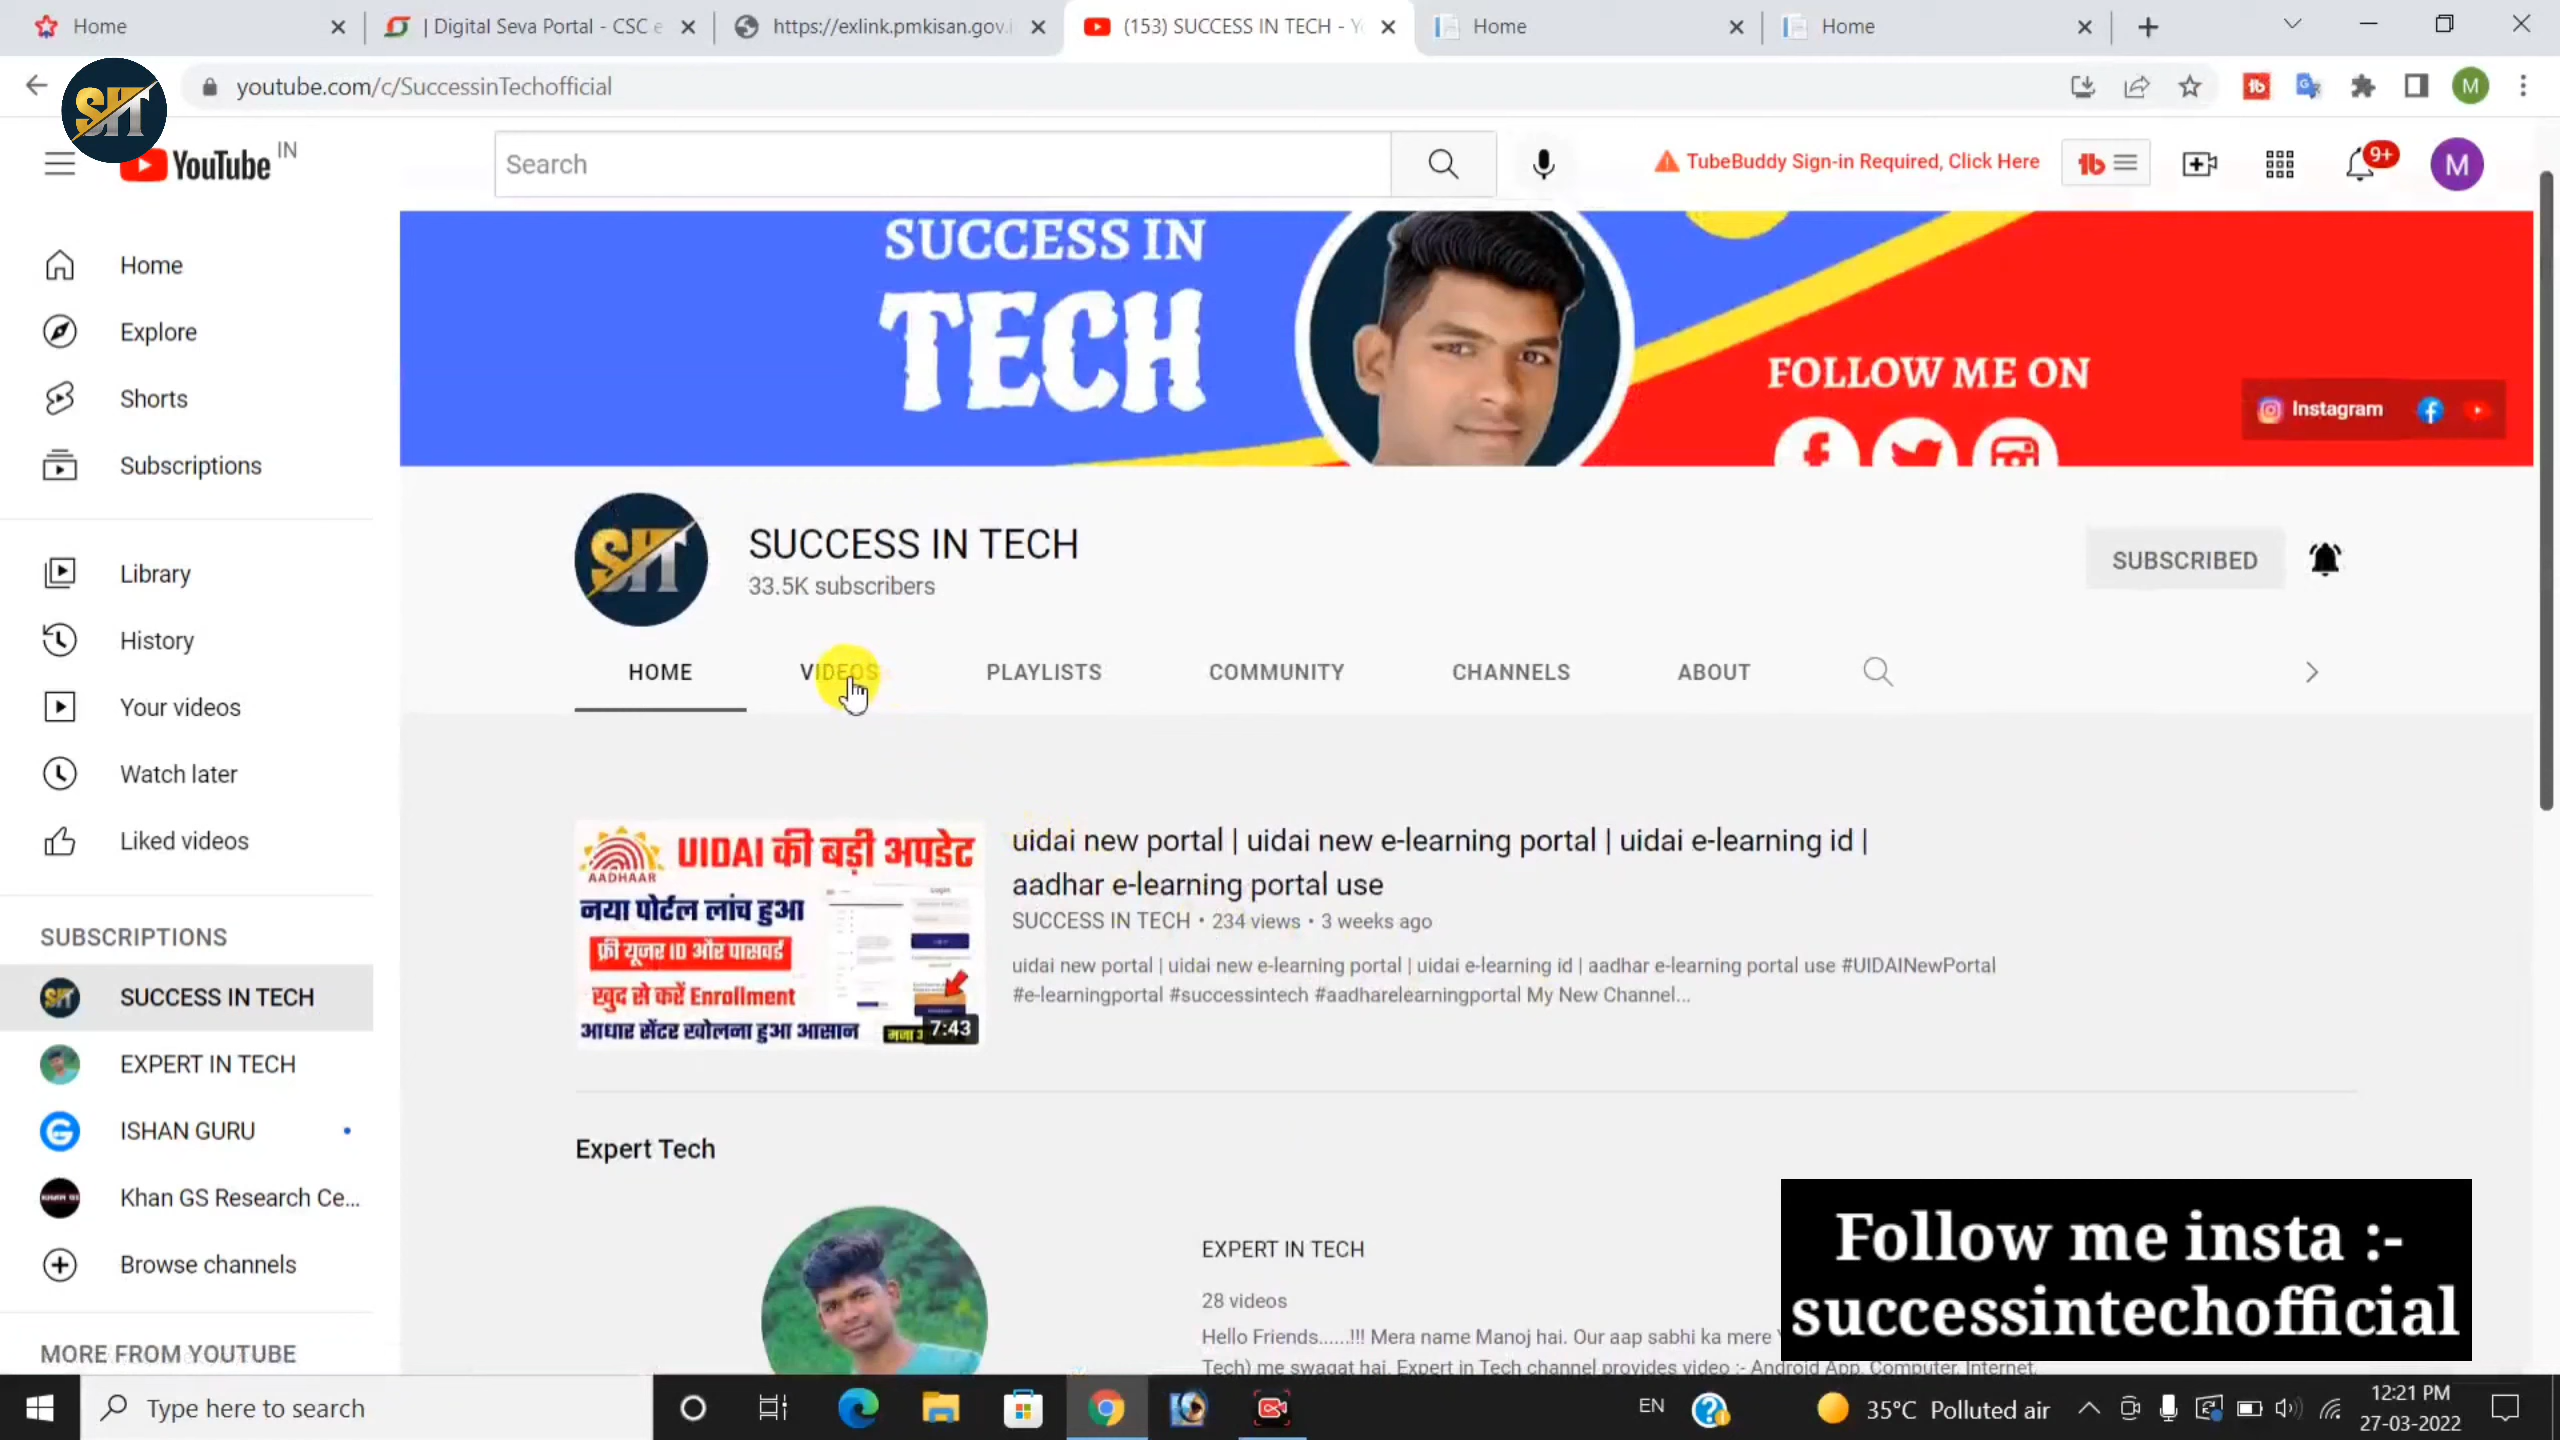 Home
| Digital Seva Portal - CSC e
https://exlink.pmkisan.gov.i
(153) SUCCESS IN TECH - Y
Home
Home
youtube.com/c/SuccessinTechofficial
M
SIT
YouTube IN
Search
TubeBuddy Sign-in Required, Click Here
9+
M
Home
Explore
Shorts
Subscriptions
Library
History
Your videos
Watch later
Liked videos
SUBSCRIPTIONS
SUCCESS IN TECH
EXPERT IN TECH
ISHAN GURU
Khan GS Research Ce...
Browse channels
MORE FROM YOUTUBE
SUCCESS IN
TECH
FOLLOW ME ON
Instagram
SIT
SUCCESS IN TECH
33.5K subscribers
SUBSCRIBED
HOME VIDEOS PLAYLISTS COMMUNITY CHANNELS ABOUT
AADHAAR
UIDAI की बड़ी अपडेट
नया पोर्टल लांच हुआ
फ्री यूजर ID और पासवर्ड
खुद से करें Enrollment
आधार सेंटर खोलना हुआ आसान
7:43
uidai new portal | uidai new e-learning portal | uidai e-learning id |
aadhar e-learning portal use
SUCCESS IN TECH • 234 views • 3 weeks ago
uidai new portal | uidai new e-learning portal | uidai e-learning id | aadhar e-learning portal use #UIDAINewPortal
#e-learningportal #successintech #aadharelearningportal My New Channel...
Expert Tech
EXPERT IN TECH
28 videos
Hello Friends......!!! Mera name Manoj hai. Our aap sabhi ka mere
Tech) me swagat hai. Expert in Tech channel provides video :- Android App, Computer, Internet,
Follow me insta :-
successintechofficial
Type here to search
EN
35°C Polluted air
12:21 PM
27-03-2022